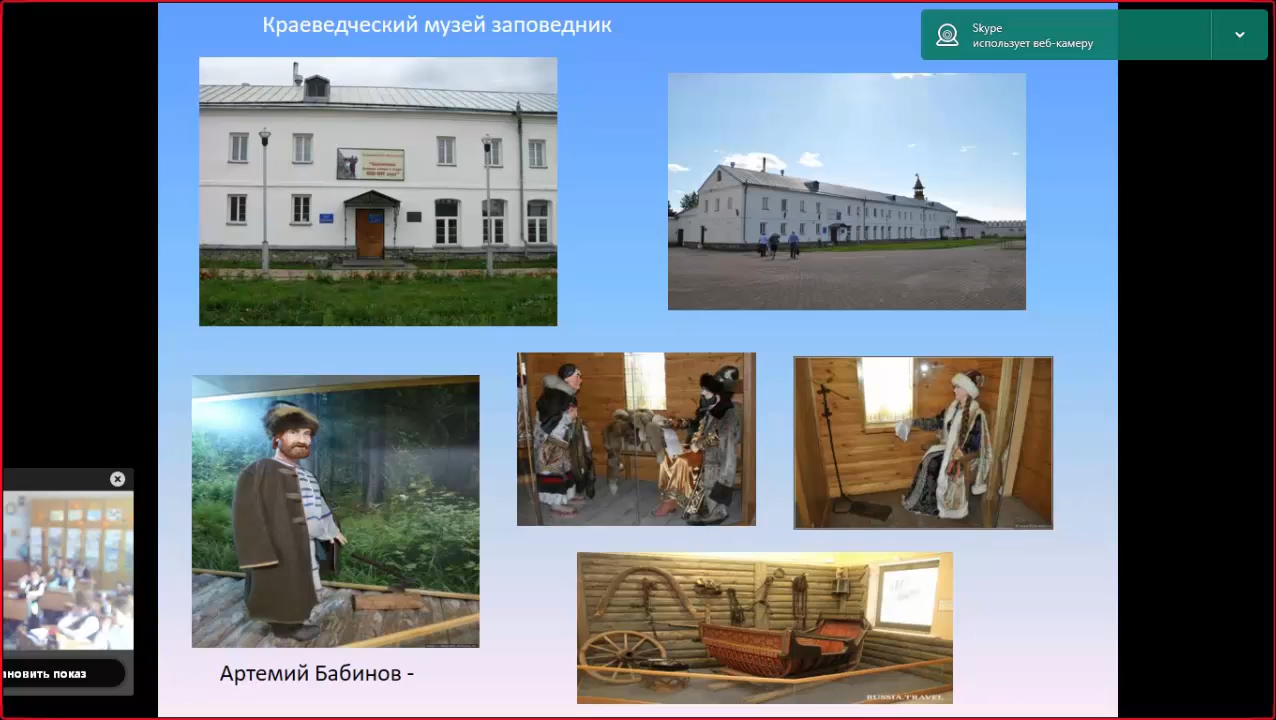 Краеведческий музей заповедник
Skype
использует веб-камеру
Артемий Бабинов -
RUSSIA.TRAVEL
новить показ